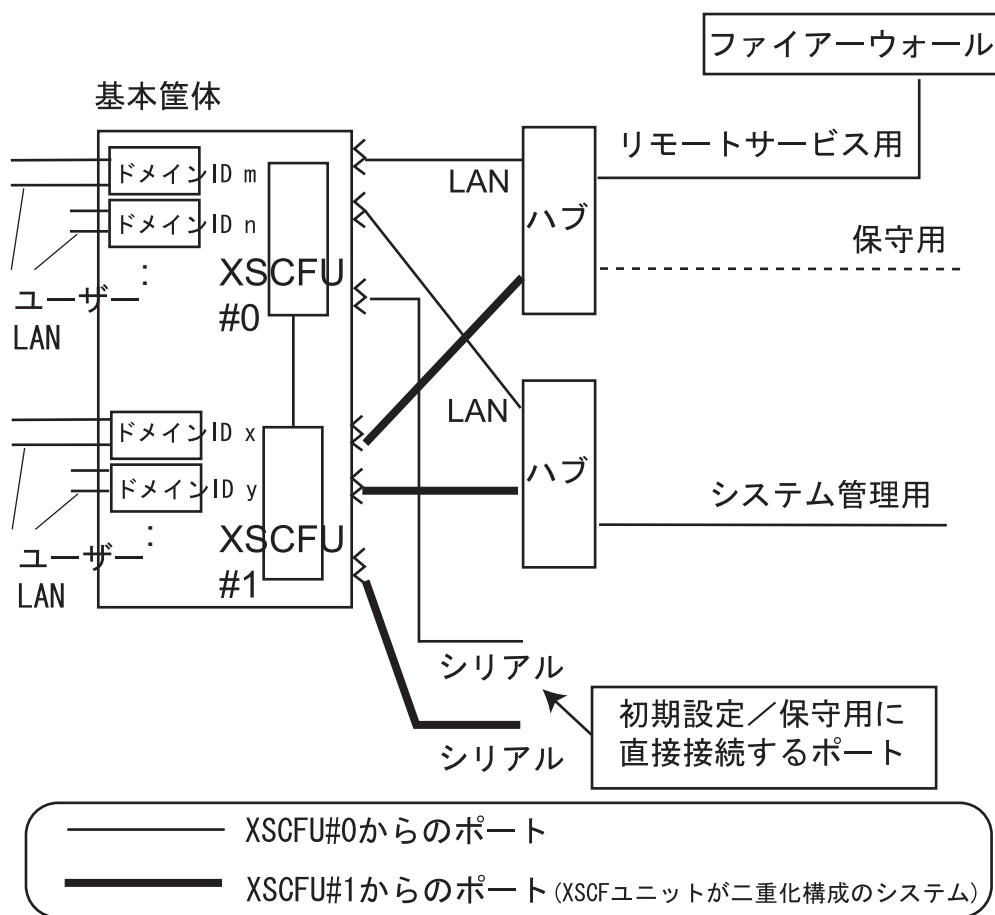 ファイアーウォール
基本筐体
リモートサービス用
ドメインID m
LAN
ハブ
ドメインID n
保守用
:
XSCFU
#0
ユーザー
LAN
ドメインID x
LAN
ハブ
ドメインID y
システム管理用
:
XSCFU
#1
ユーザー
LAN
シリアル
初期設定／保守用に
直接接続するポート
シリアル
XSCFU#0からのポート
XSCFU#1からのポート(XSCFユニットが二重化構成のシステム)